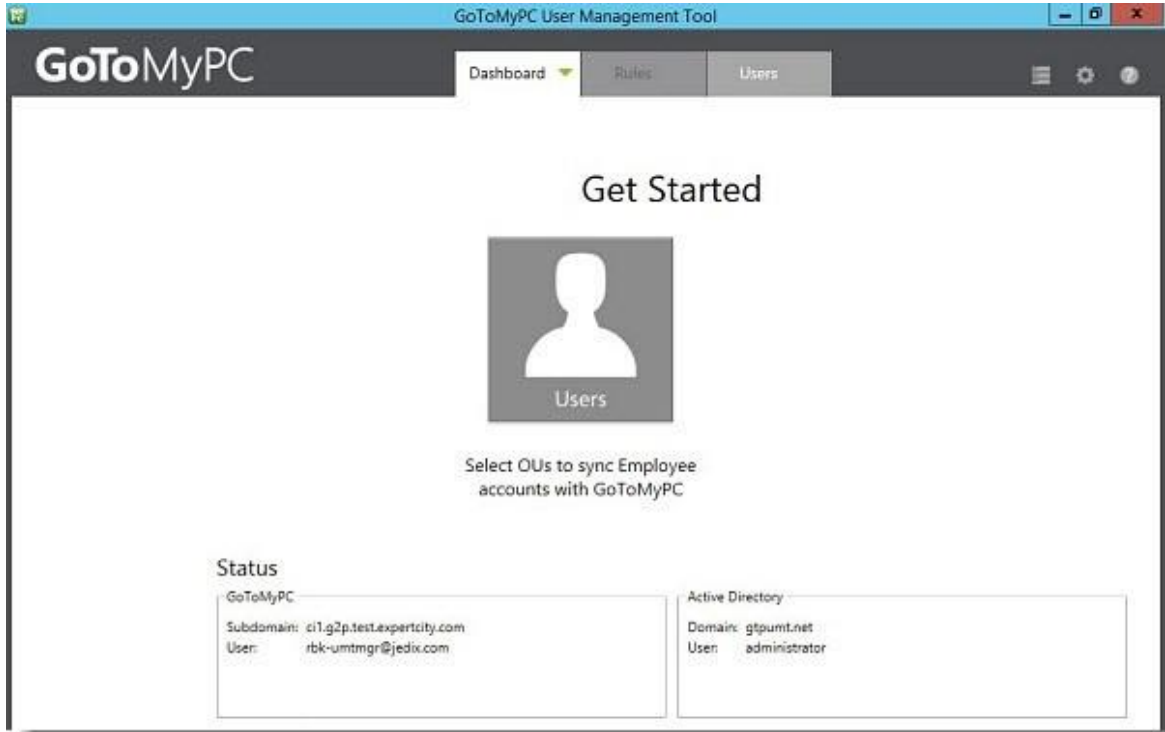 GoToMyPC User Management Tool
GoToMyPC
Dashboard
Rules
Users
Get Started
Users
Select OUs to sync Employee
accounts with GoToMyPC
Status
GoToMyPC
Subdomain: ci1.g2p.test.expertcity.com
User: rbk-umtmgr@jedix.com
Active Directory
Domain: gtpumt.net
User: administrator